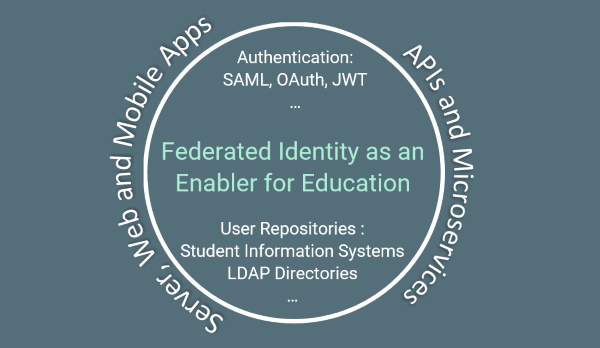 Server, Web and Mobile Apps
APIs and Microservices
Authentication:
SAML, OAuth, JWT
...
Federated Identity as an
Enabler for Education
User Repositories :
Student Information Systems
LDAP Directories
...